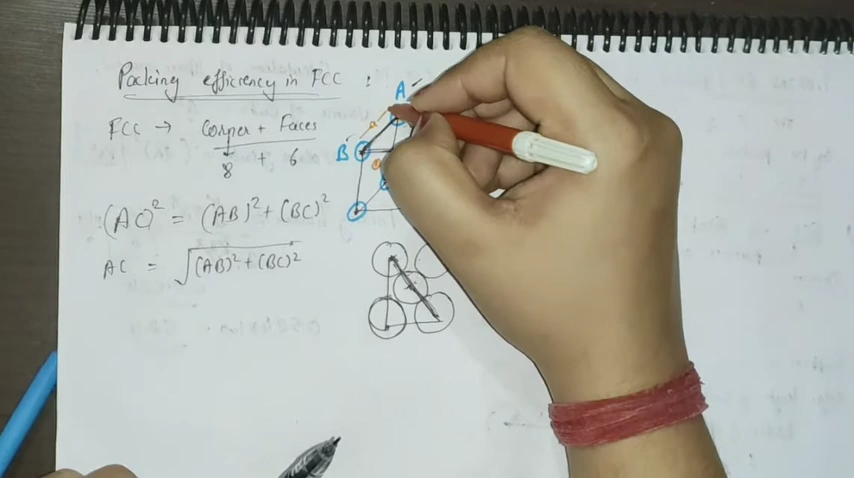 Packing efficiency in FCC :
FCC → Corner + Faces
8 + 6
(AC)² = (AB)² + (BC)²
AC = √(AB)² + (BC)²
A
B
a